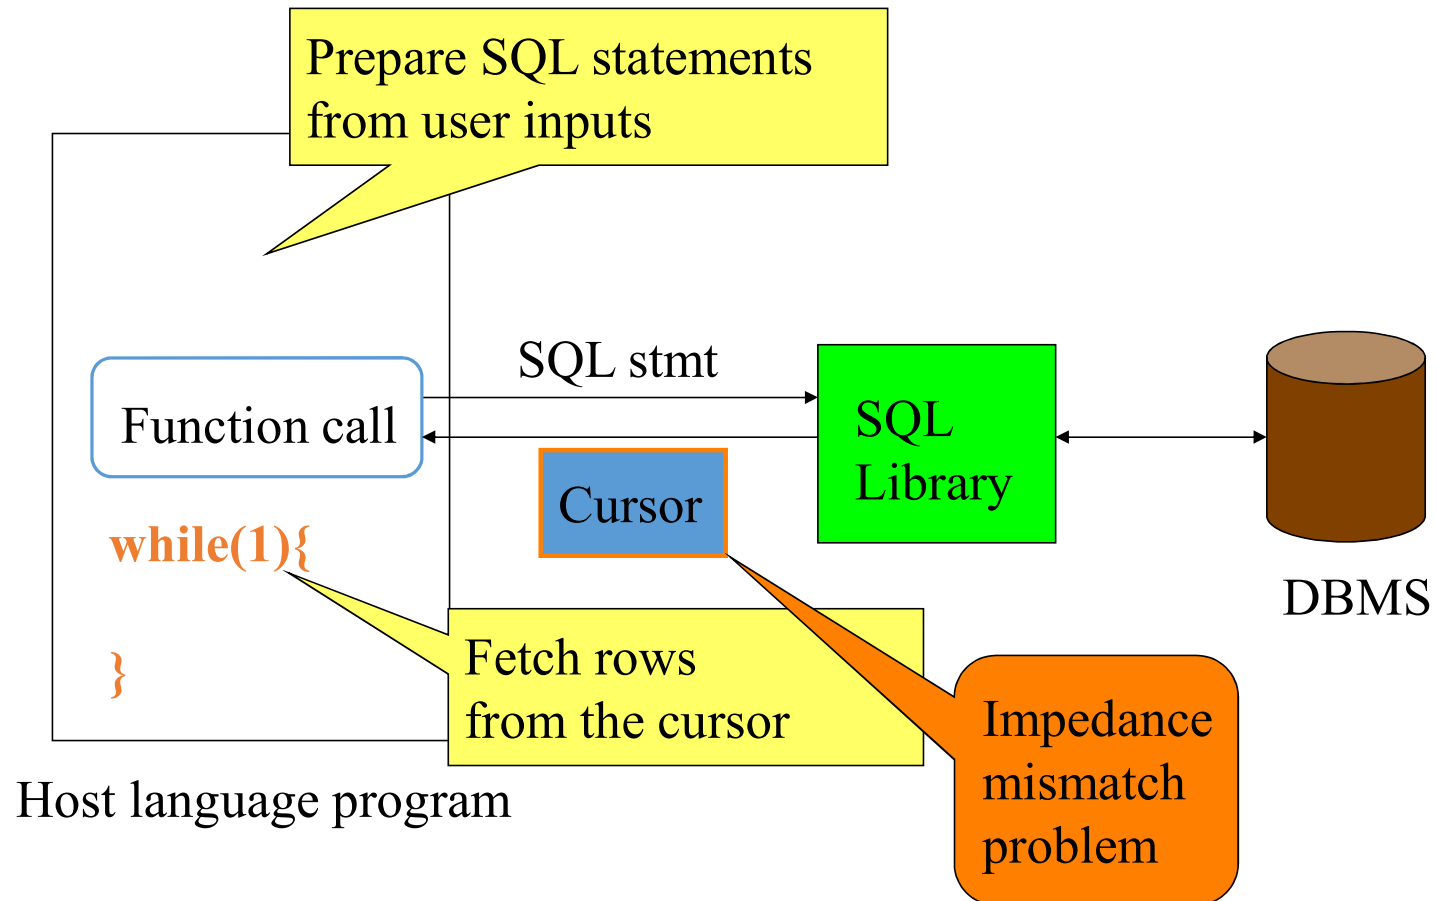 Prepare SQL statements
from user inputs
SQL stmt
Function call
SQL
Library
Cursor
while(1){
}
DBMS
Fetch rows
from the cursor
Impedance
mismatch
problem
Host language program